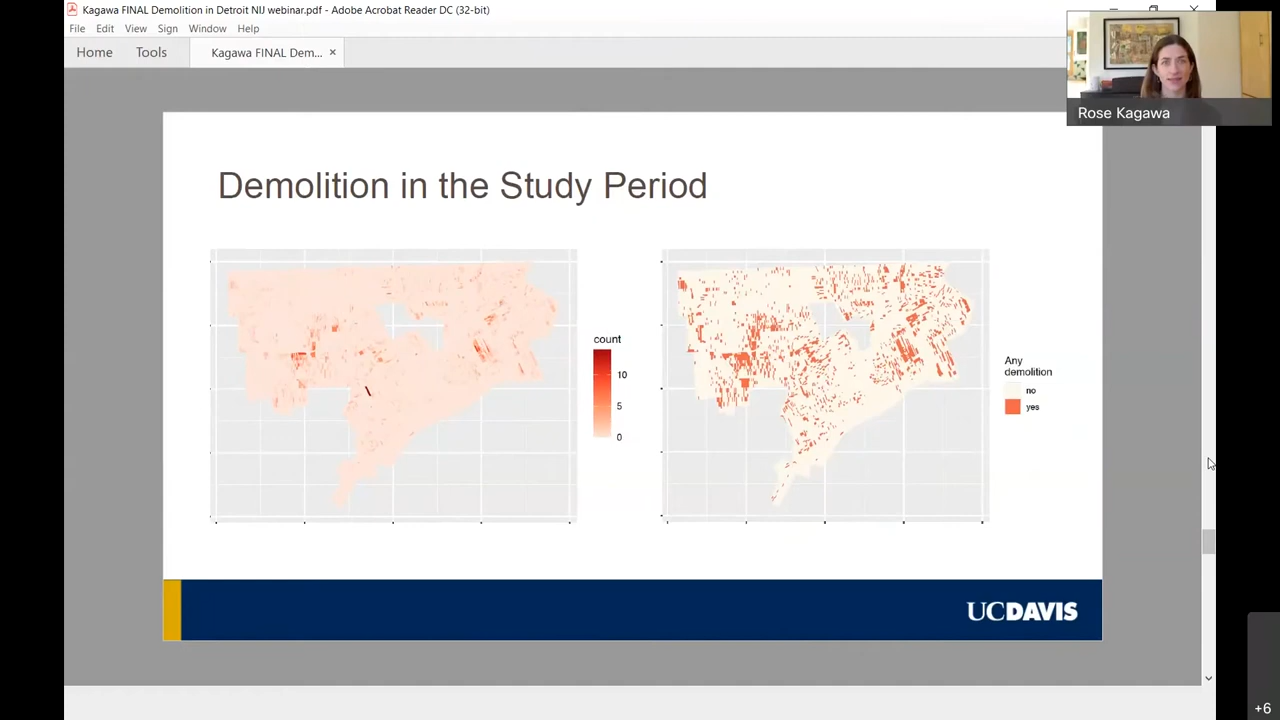 Kagawa FINAL Demolition in Detroit NIJ webinar.pdf - Adobe Acrobat Reader DC (32-bit)
File Edit View Sign Window Help
Home Tools Kagawa FINAL Dem... ×
Rose Kagawa
Demolition in the Study Period
count
10
5
0
Any
demolition
no
yes
UCDAVIS
+6